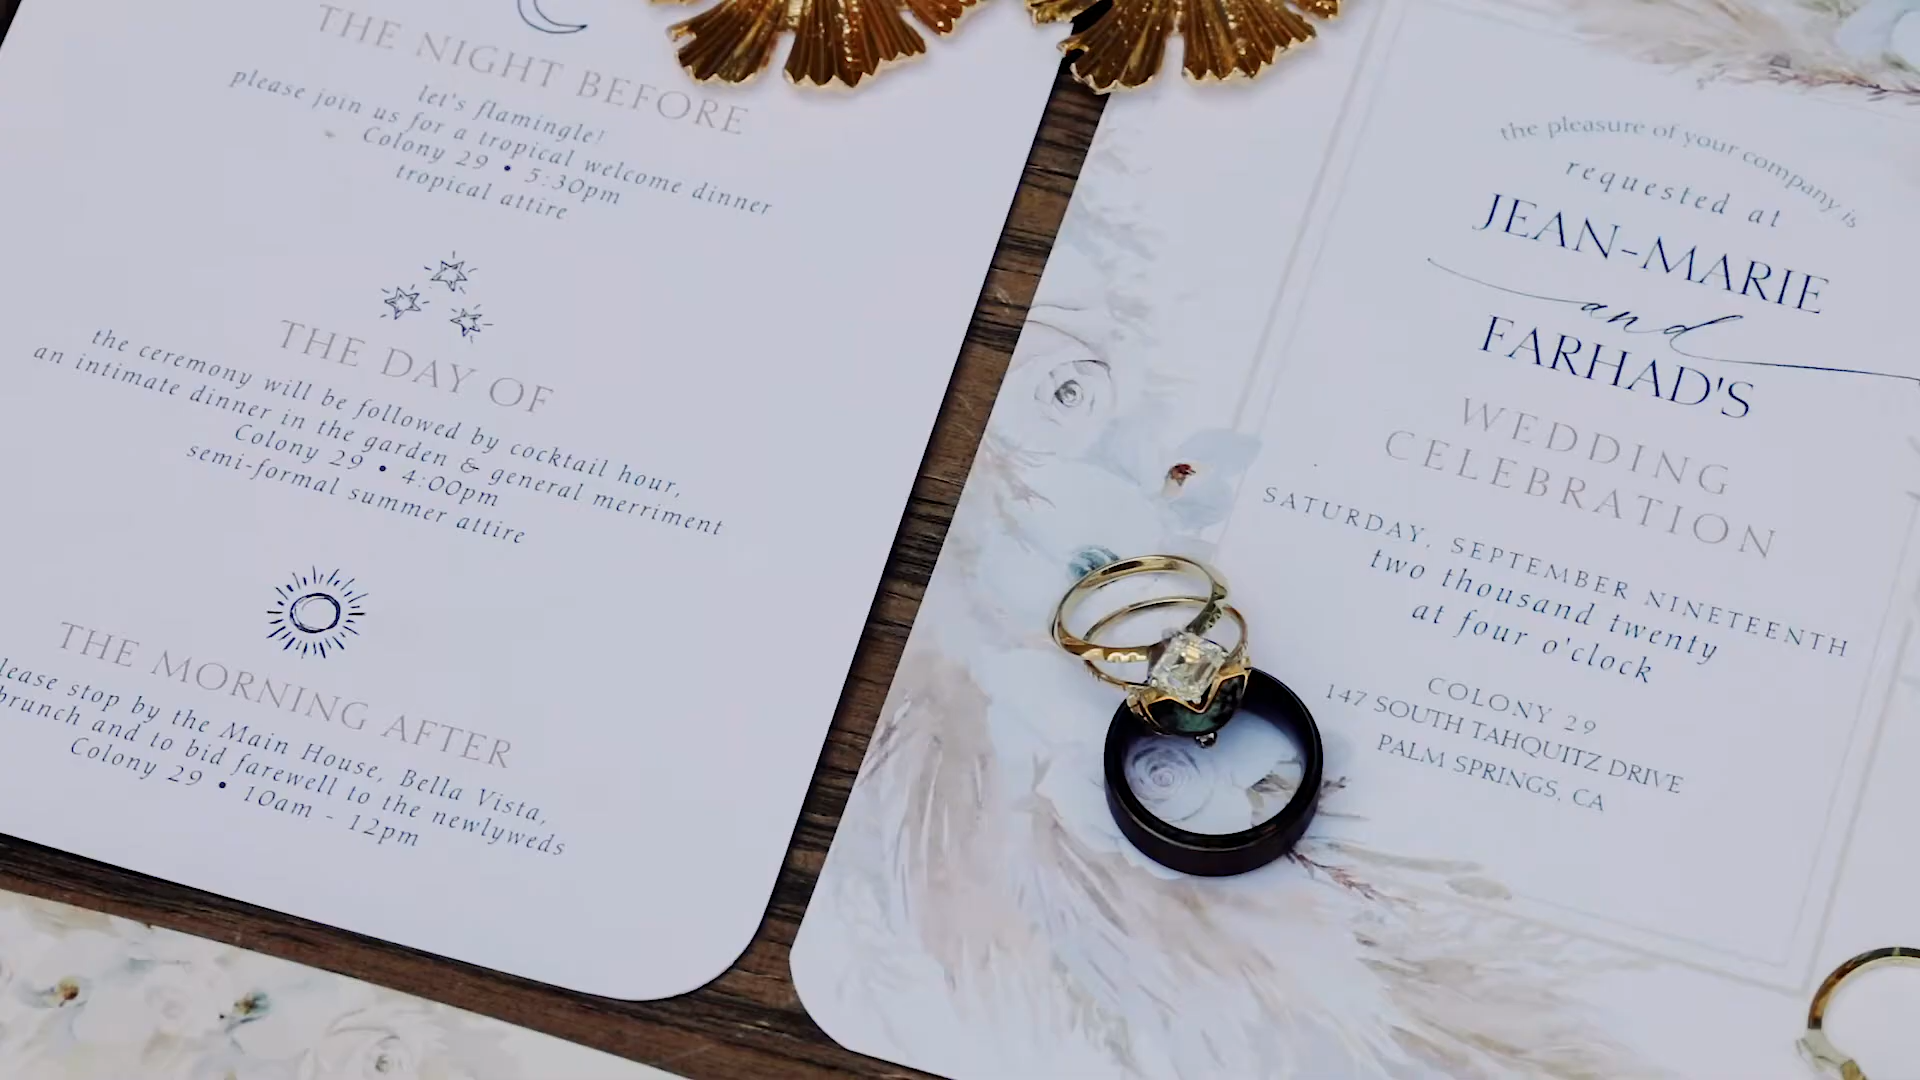 THE NIGHT BEFORE
let's flamingle!
please join us for a tropical welcome dinner
Colony 29 • 5:30pm
tropical attire
THE DAY OF
the ceremony will be followed by cocktail hour,
an intimate dinner in the garden & general merriment
Colony 29 • 4:00pm
semi-formal summer attire
THE MORNING AFTER
lease stop by the Main House, Bella Vista,
brunch and to bid farewell to the newlyweds
Colony 29 • 10am - 12pm
the pleasure of your company is
requested at
JEAN-MARIE
and
FARHAD'S
WEDDING
CELEBRATION
SATURDAY, SEPTEMBER NINETEENTH
two thousand twenty
at four o'clock
COLONY 29
147 SOUTH TAHQUITZ DRIVE
PALM SPRINGS, CA